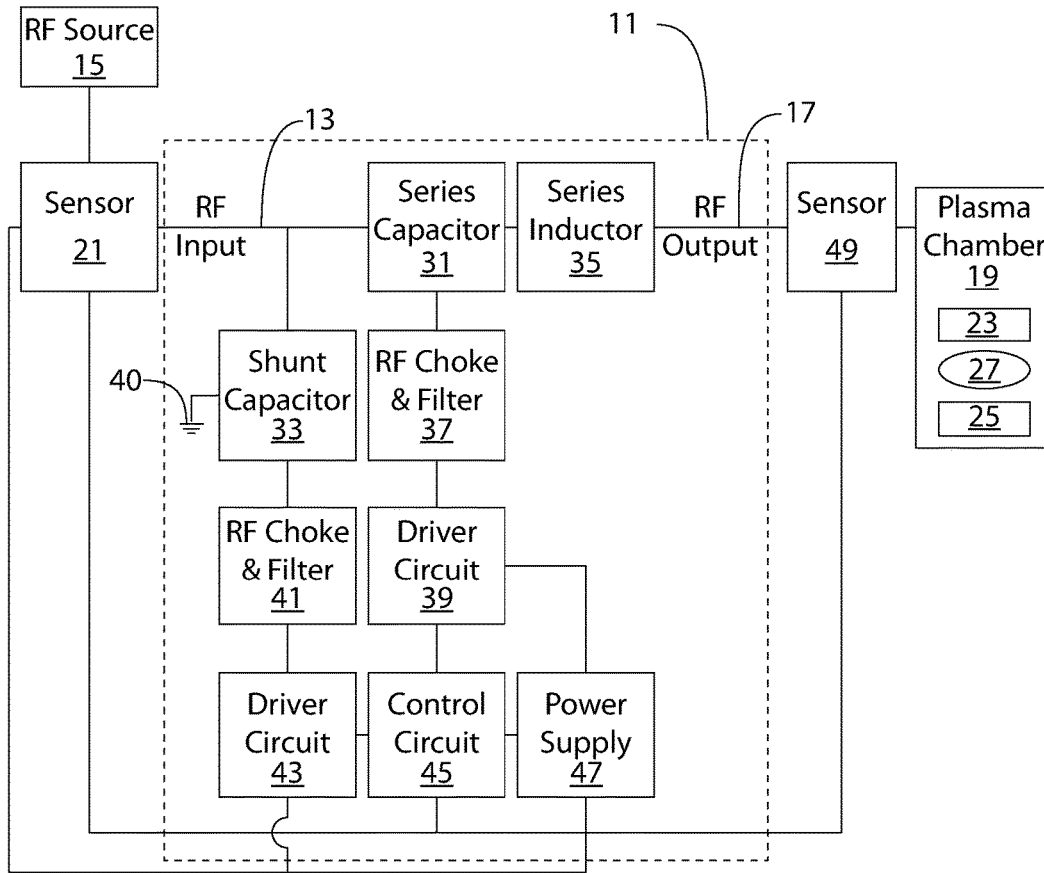 RF Source
15
11
13
17
Sensor
21
RF
Input
Series
Capacitor
31
Series
Inductor
35
RF
Output
Sensor
49
Plasma
Chamber
19
23
27
25
40
Shunt
Capacitor
33
RF Choke
& Filter
37
RF Choke
& Filter
41
Driver
Circuit
39
Driver
Circuit
43
Control
Circuit
45
Power
Supply
47